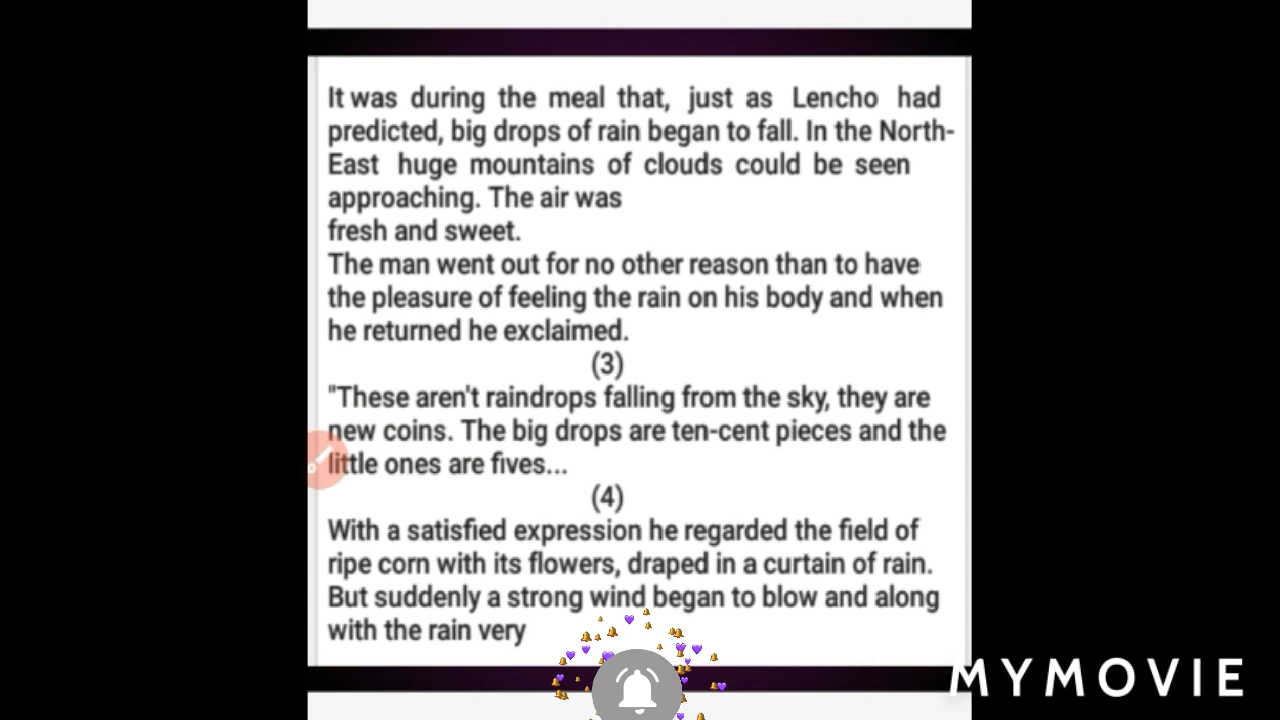 It was during the meal that, just as Lencho had
predicted, big drops of rain began to fall. In the North-
East huge mountains of clouds could be seen
approaching. The air was
fresh and sweet.
The man went out for no other reason than to have
the pleasure of feeling the rain on his body and when
he returned he exclaimed.
(3)
"These aren't raindrops falling from the sky, they are
new coins. The big drops are ten-cent pieces and the
little ones are fives...
(4)
With a satisfied expression he regarded the field of
ripe corn with its flowers, draped in a curtain of rain.
But suddenly a strong wind began to blow and along
with the rain very
MYMOVIE